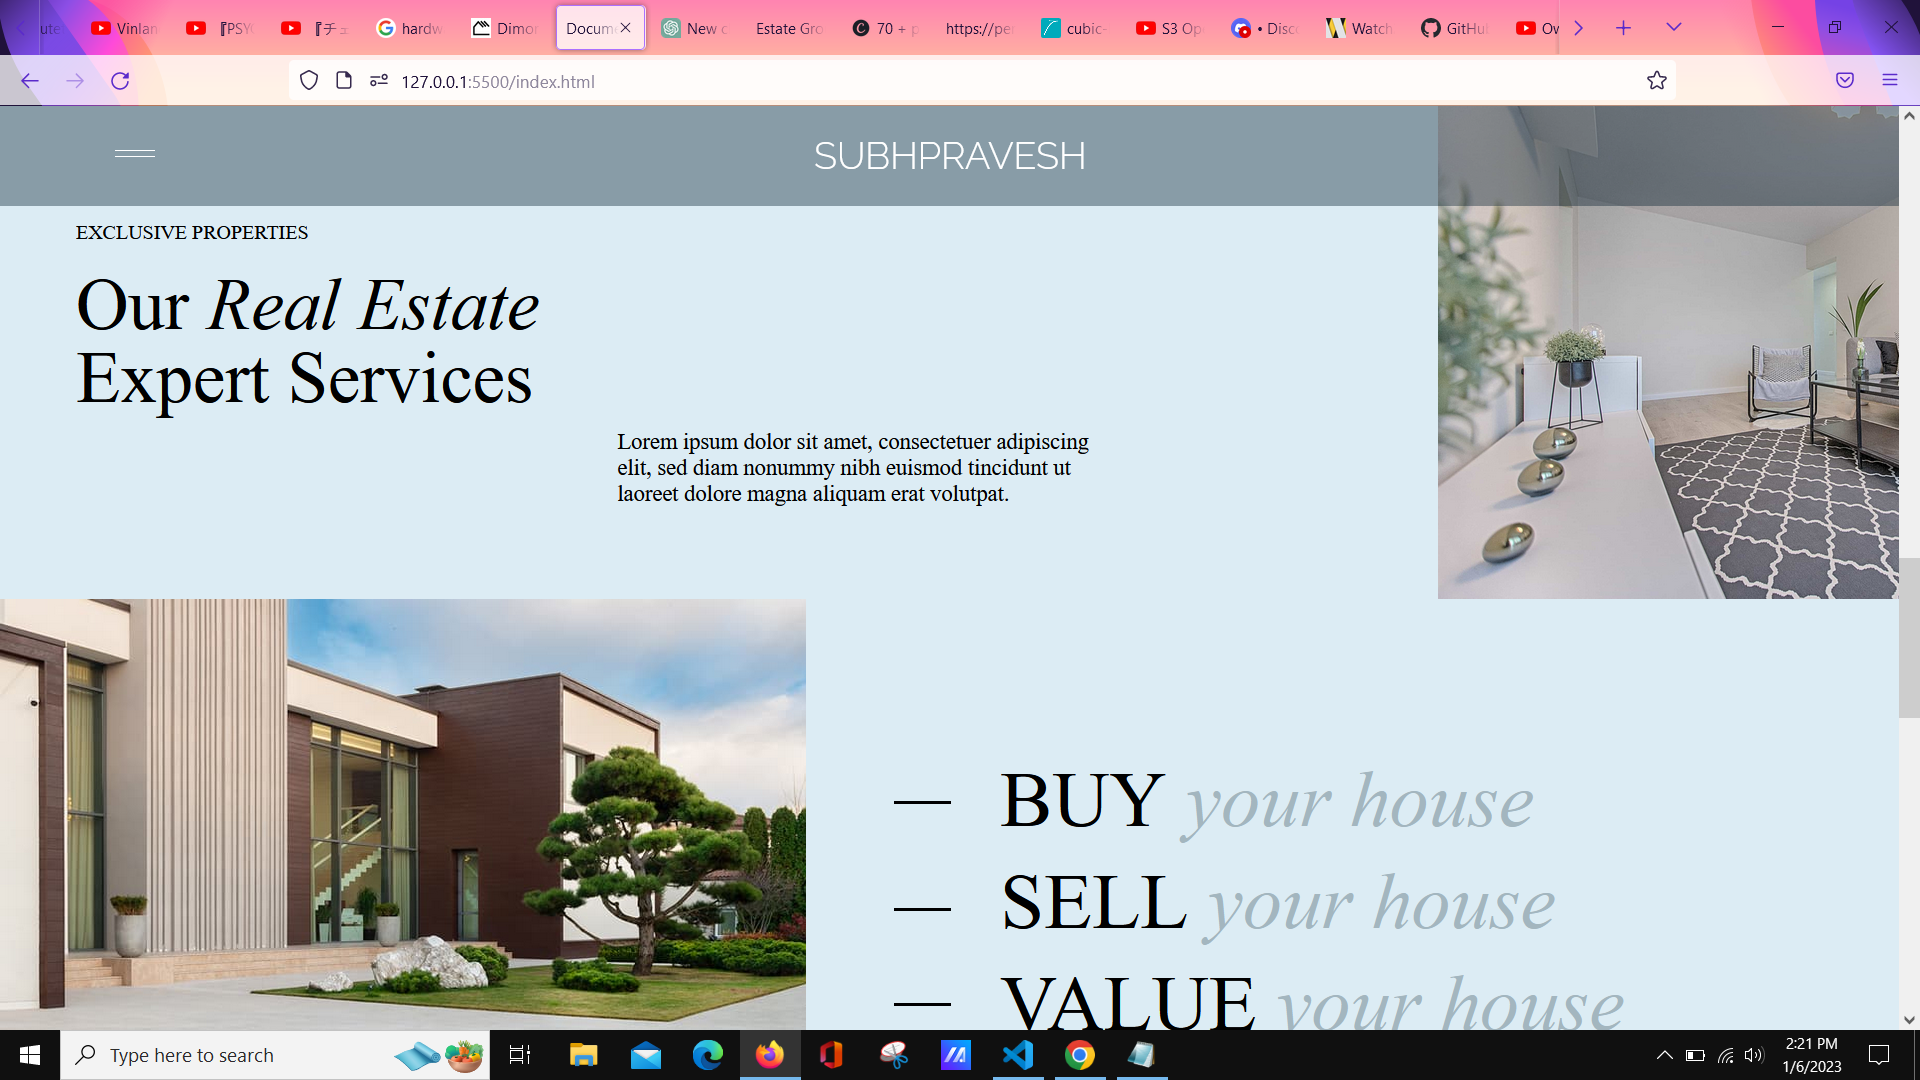 Vinlan
『PSYC
『チュ
hardw
Dimor
Docum
New c
Estate Gro
70 + p
https://per
cubic-
S3 Op
• Disc
Watch
GitHu
Ov
127.0.0.1:5500/index.html
SUBHPRAVESH
EXCLUSIVE PROPERTIES
Our Real Estate
Expert Services
Lorem ipsum dolor sit amet, consectetuer adipiscing
elit, sed diam nonummy nibh euismod tincidunt ut
laoreet dolore magna aliquam erat volutpat.
BUY your house
SELL your house
VALUE your house
Type here to search
2:21 PM
1/6/2023